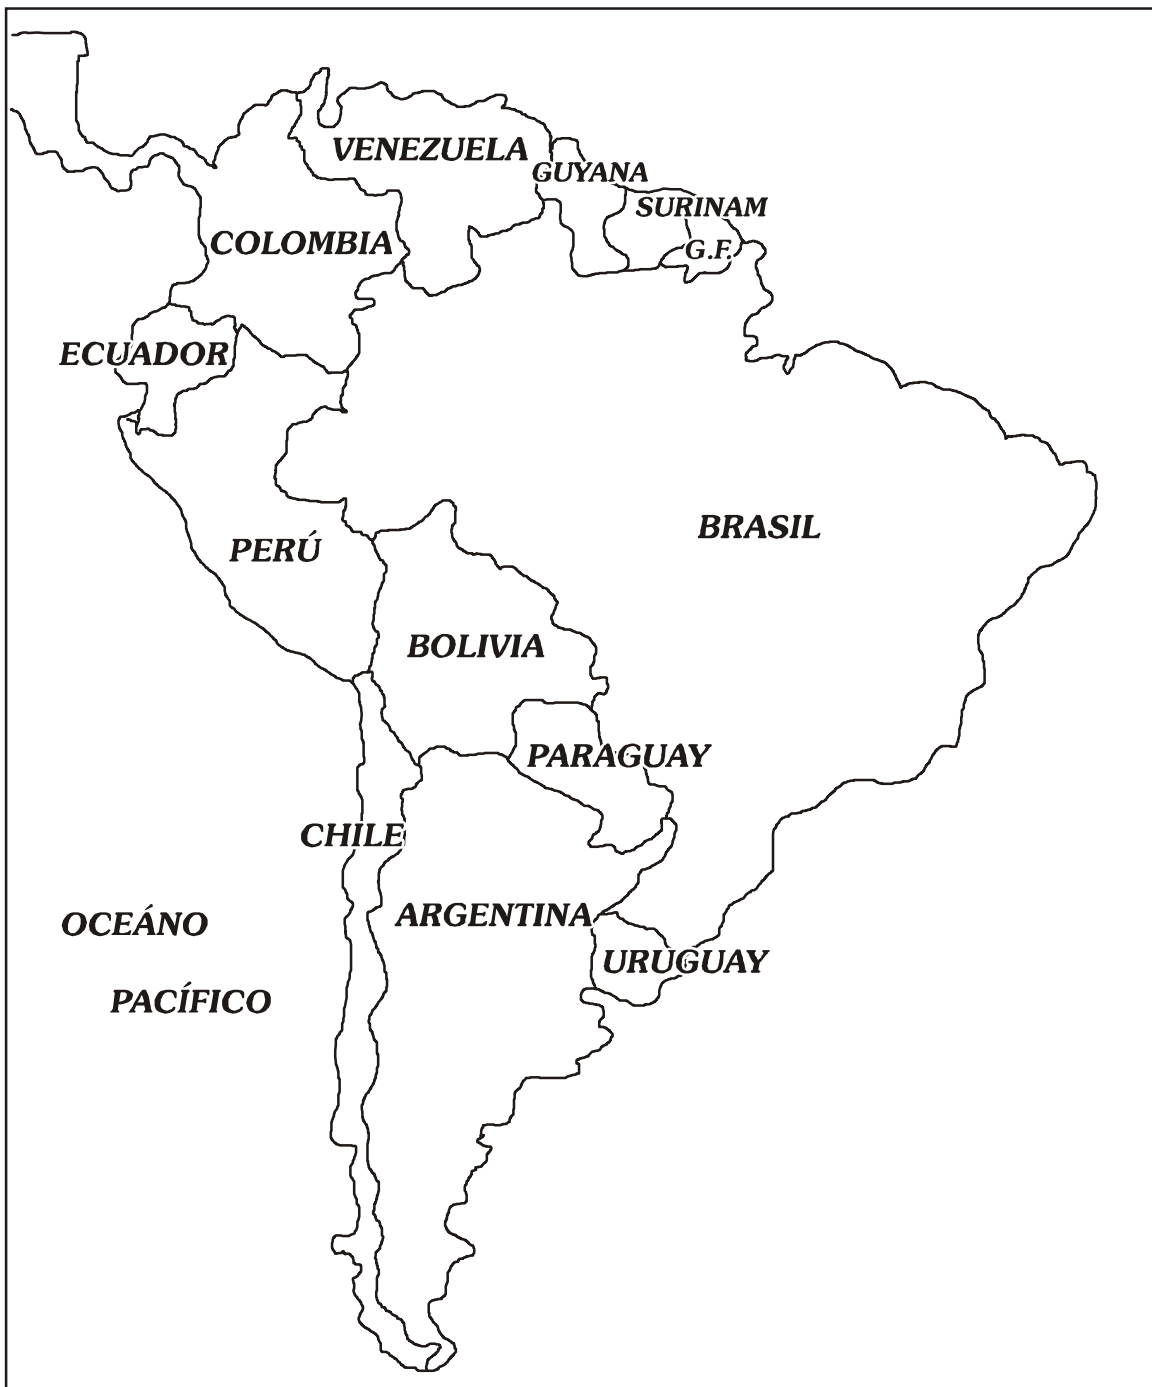 VENEZUELA
GUYANA
SURINAM
COLOMBIA
G.F.
ECUADOR
BRASIL
PERÚ
BOLIVIA
PARAGUAY
CHILE
ARGENTINA
OCEÁNO
URUGUAY
PACÍFICO